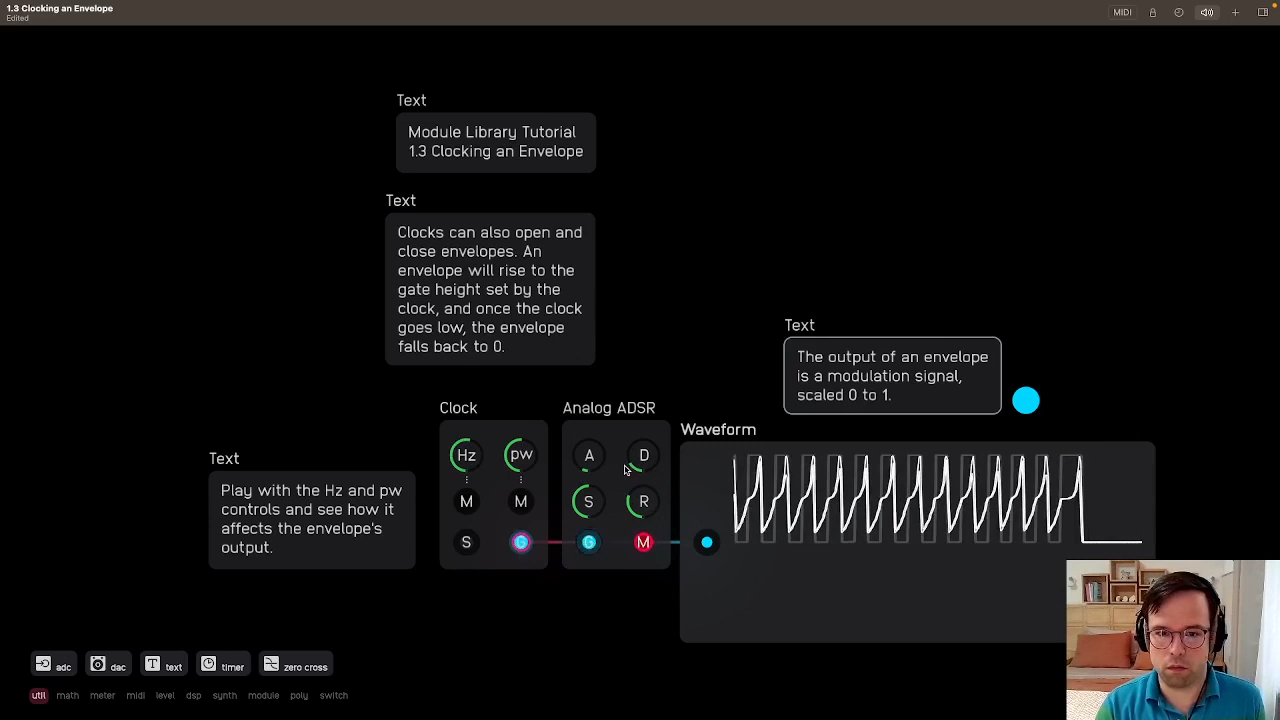 1.3 Clocking an Envelope
Edited
MIDI
Text
Module Library Tutorial
1.3 Clocking an Envelope
Text
Clocks can also open and
close envelopes. An
envelope will rise to the
gate height set by the
clock, and once the clock
goes low, the envelope
falls back to 0.
Text
The output of an envelope
is a modulation signal,
scaled 0 to 1.
Clock
Hz pw
M M
S G
Analog ADSR
A D
S R
G M
Waveform
Text
Play with the Hz and pw
controls and see how it
affects the envelope's
output.
adc dac T text timer zero cross
util math meter midi level dsp synth module poly switch